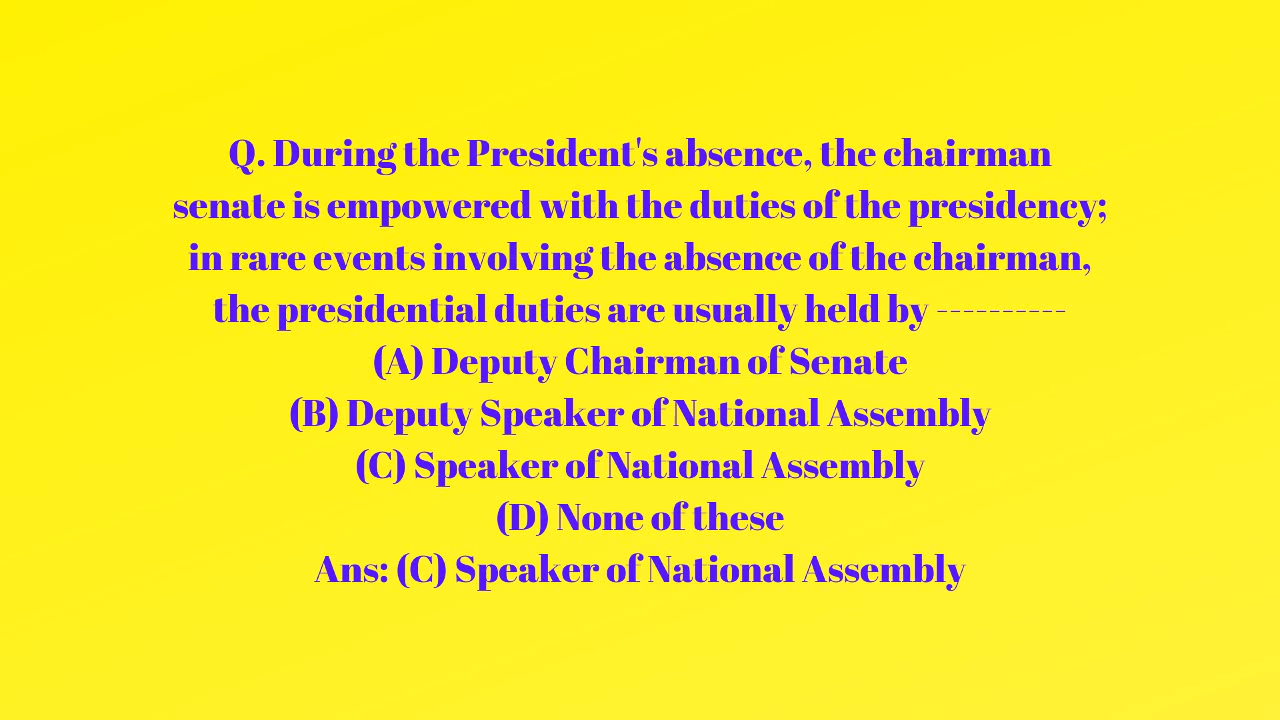 Q. During the President's absence, the chairman
senate is empowered with the duties of the presidency;
in rare events involving the absence of the chairman,
the presidential duties are usually held by ----------
(A) Deputy Chairman of Senate
(B) Deputy Speaker of National Assembly
(C) Speaker of National Assembly
(D) None of these
Ans: (C) Speaker of National Assembly